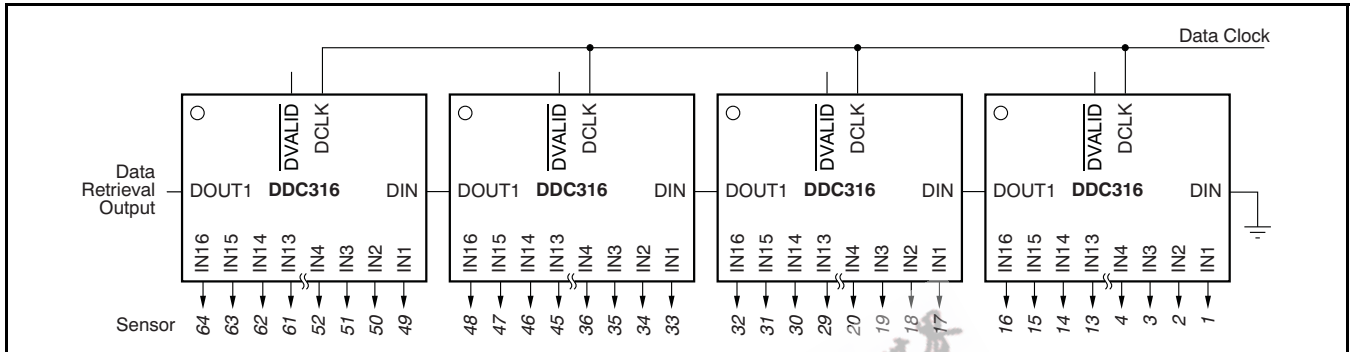 Data Clock
DVALID DCLK DVALID DCLK DVALID DCLK DVALID DCLK
Data
Retrieval
Output
DOUT1 DDC316 DIN DOUT1 DDC316 DIN DOUT1 DDC316 DIN DOUT1 DDC316 DIN
IN16 IN15 IN14 IN13 IN4 IN3 IN2 IN1 IN16 IN15 IN14 IN13 IN4 IN3 IN2 IN1 IN16 IN15 IN14 IN13 IN4 IN3 IN2 IN1 IN16 IN15 IN14 IN13 IN4 IN3 IN2 IN1
Sensor 64 63 62 61 52 51 50 49 48 47 46 45 36 35 34 33 32 31 30 29 20 19 18 17 16 15 14 13 4 3 2 1